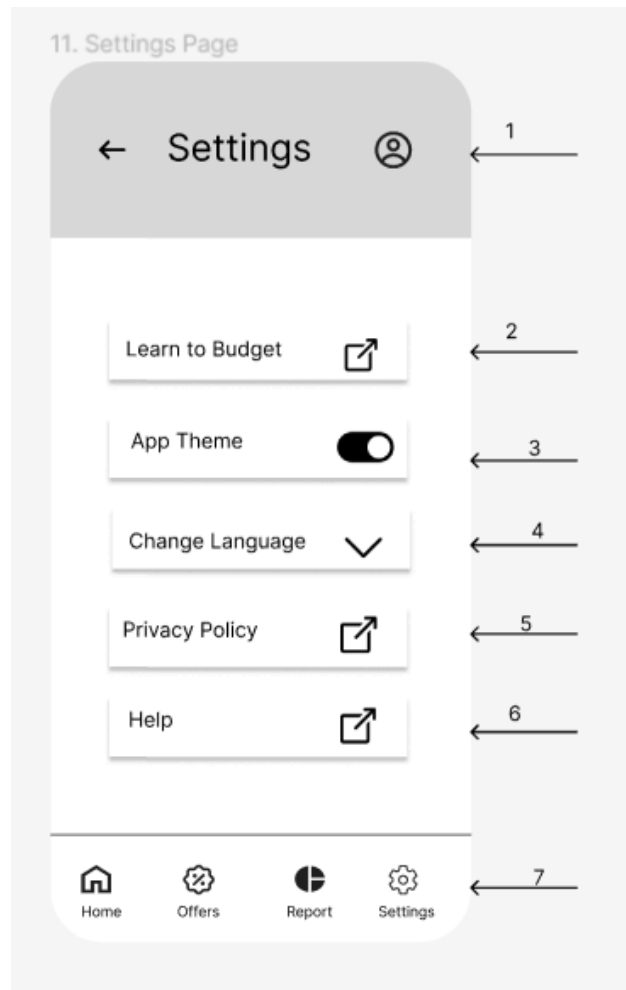 11. Settings Page
Settings
1
Learn to Budget
2
App Theme
3
Change Language
4
Privacy Policy
5
Help
6
7
Home Offers Report Settings